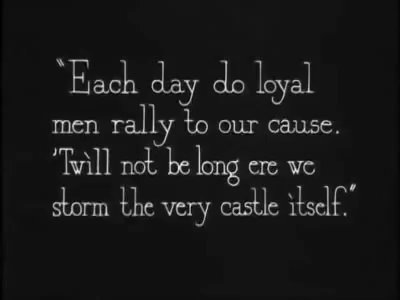 "Each day do loyal
men rally to our cause.
'Twill not be long ere we
storm the very castle itself."